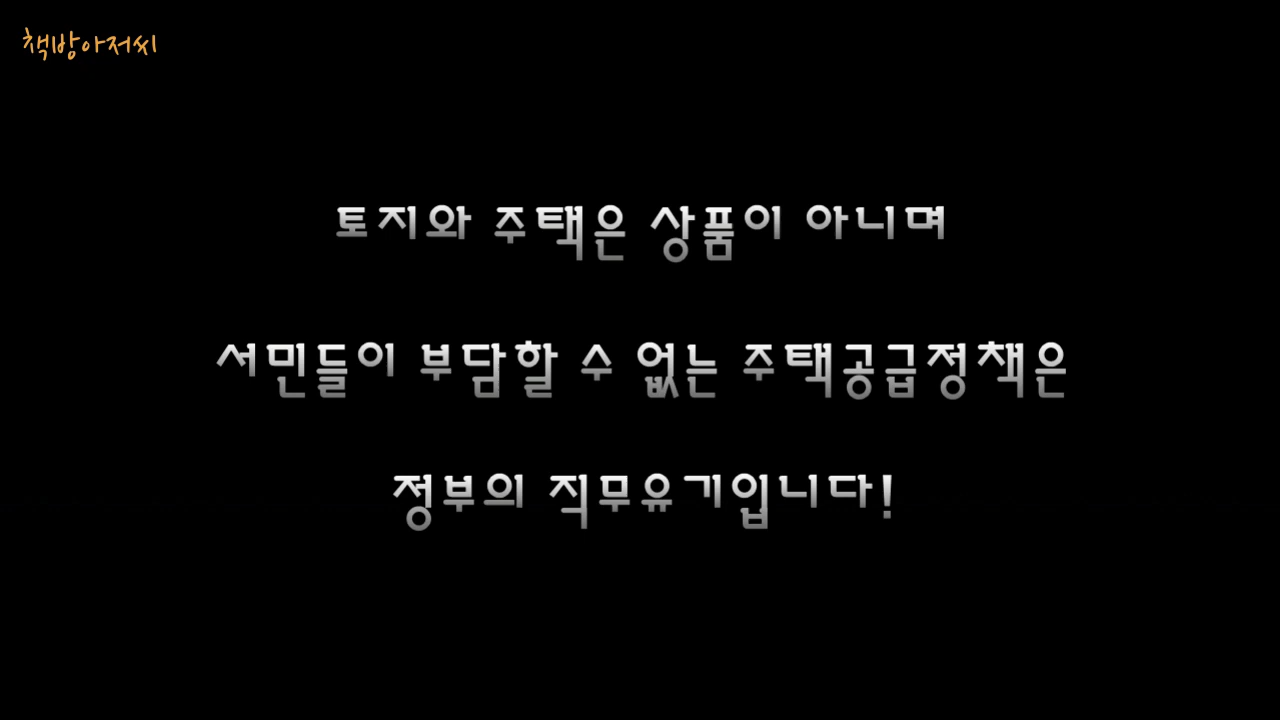 책방아저씨
토지와 주택은 상품이 아니며
서민들이 부담할 수 없는 주택공급정책은
정부의 직무유기입니다!